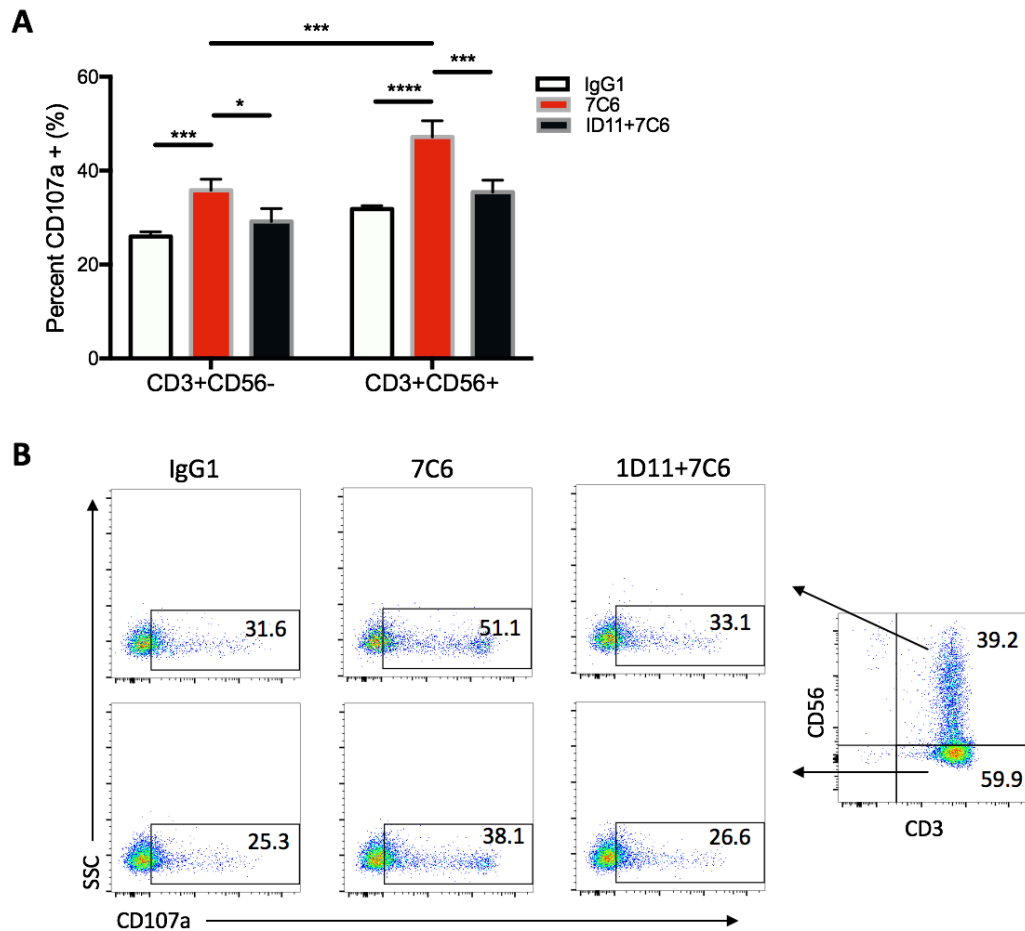 A
***
***
****
*
***
60
40
20
0
Percent CD107a + (%)
CD3+CD56-
CD3+CD56+
IgG1
7C6
ID11+7C6
B
IgG1
7C6
1D11+7C6
31.6
51.1
33.1
25.3
38.1
26.6
SSC
CD107a
39.2
59.9
CD56
CD3